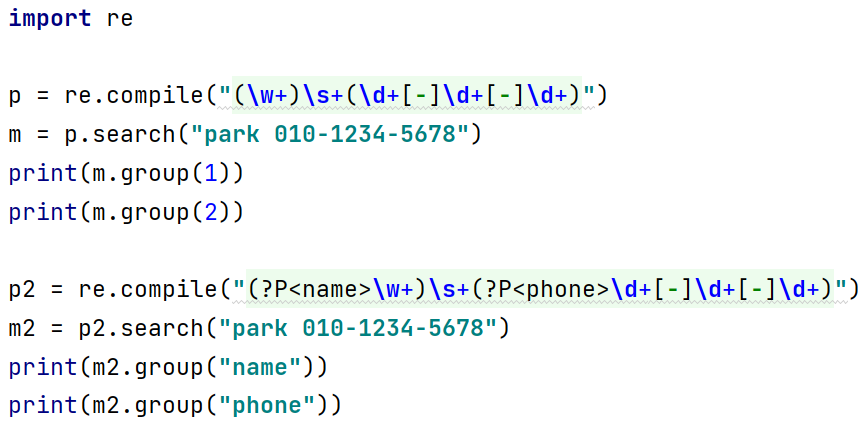 import re

p = re.compile("(\w+)\s+(\d+[-]\d+[-]\d+)")
m = p.search("park 010-1234-5678")
print(m.group(1))
print(m.group(2))

p2 = re.compile("(?P<name>\w+)\s+(?P<phone>\d+[-]\d+[-]\d+)")
m2 = p2.search("park 010-1234-5678")
print(m2.group("name"))
print(m2.group("phone"))